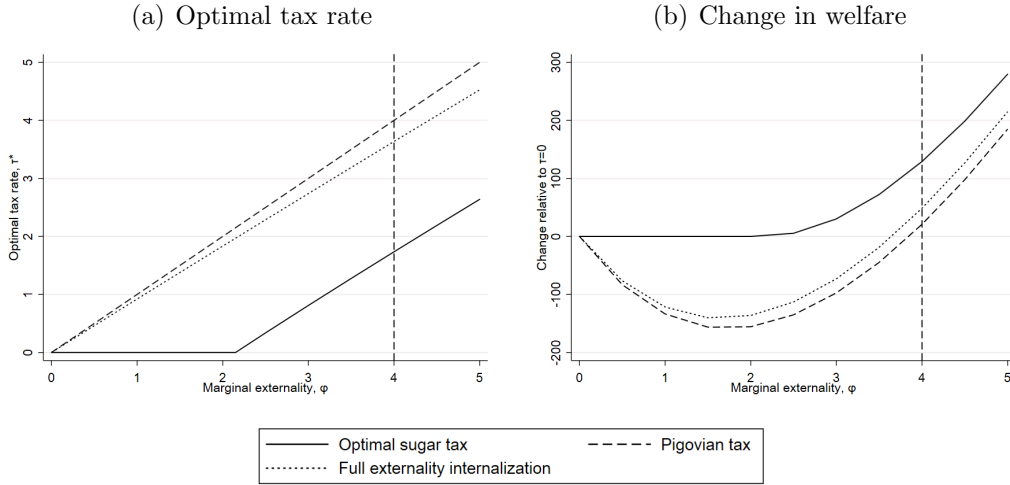 (a) Optimal tax rate
(b) Change in welfare
Optimal tax rate, τ*
5
4
3
2
1
0
0 1 2 3 4 5
Marginal externality, φ
Change relative to τ=0
300
200
100
0
-100
-200
0 1 2 3 4 5
Marginal externality, φ
Optimal sugar tax
Pigovian tax
Full externality internalization